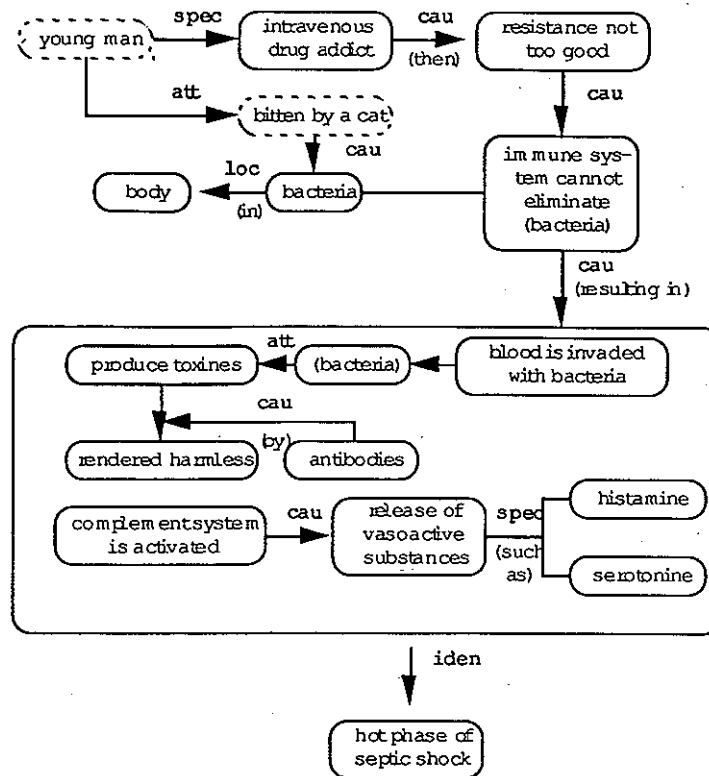 spec
cau
young man
intravenous
drug addict
(then)
resistance not
too good
att
bitten by a cat
cau
cau
loc
body
(in)
bacteria
immune sys-
tem cannot
eliminate
(bacteria)
cau
(resulting in)
att
produce toxines
(bacteria)
blood is invaded
with bacteria
cau
(by)
rendered harmless
antibodies
complement system
is activated
cau
release of
vasoactive
substances
spec
(such
as)
histamine
serotonine
iden
hot phase of
septic shock